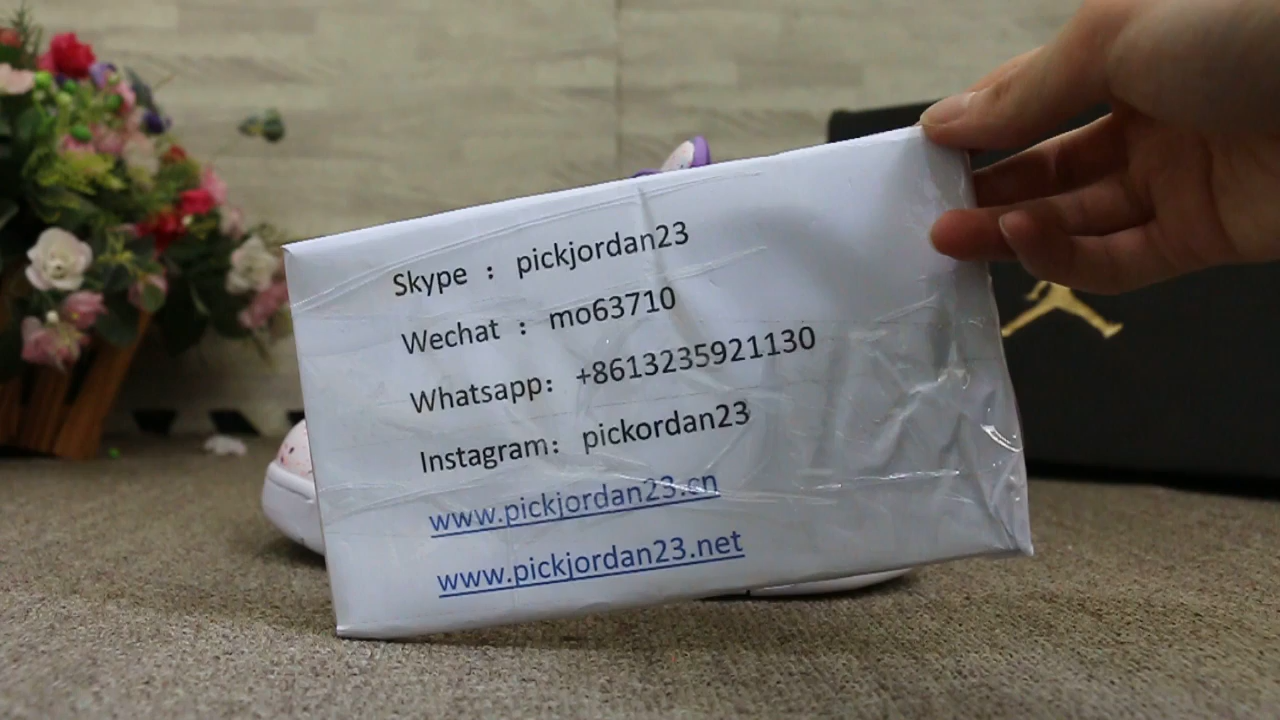 Skype : pickjordan23
Wechat : mo63710
Whatsapp: +8613235921130
Instagram: pickordan23
www.pickjordan23.cn
www.pickjordan23.net